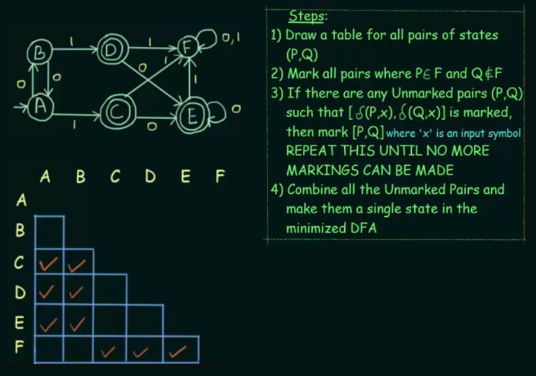 Steps:
1) Draw a table for all pairs of states
(P,Q)
2) Mark all pairs where P∈F and Q∉F
3) If there are any Unmarked pairs (P,Q)
such that [δ(P,x), δ(Q,x)] is marked,
then mark [P,Q] where 'x' is an input symbol
REPEAT THIS UNTIL NO MORE
MARKINGS CAN BE MADE
4) Combine all the Unmarked Pairs and
make them a single state in the
minimized DFA
B 1 D 1 F 0,1
0 0 0 1 1
A 1 C 0 E 0
A B C D E F
A
B
C ✓ ✓
D ✓ ✓
E ✓ ✓
F ✓ ✓ ✓